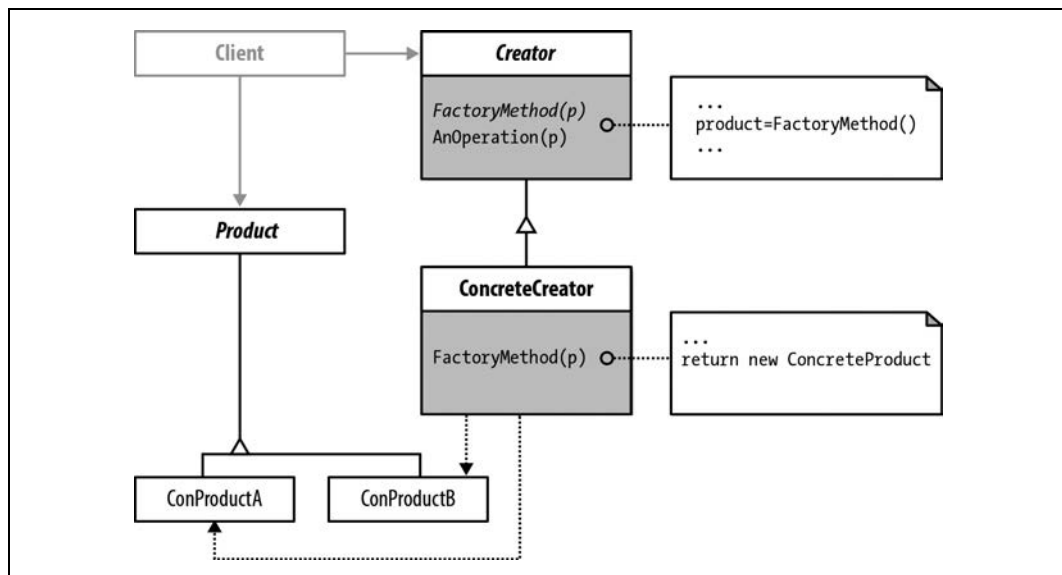 Client
Creator
FactoryMethod(p)
AnOperation(p)
...
product=FactoryMethod()
...
Product
ConcreteCreator
FactoryMethod(p)
...
return new ConcreteProduct
ConProductA
ConProductB